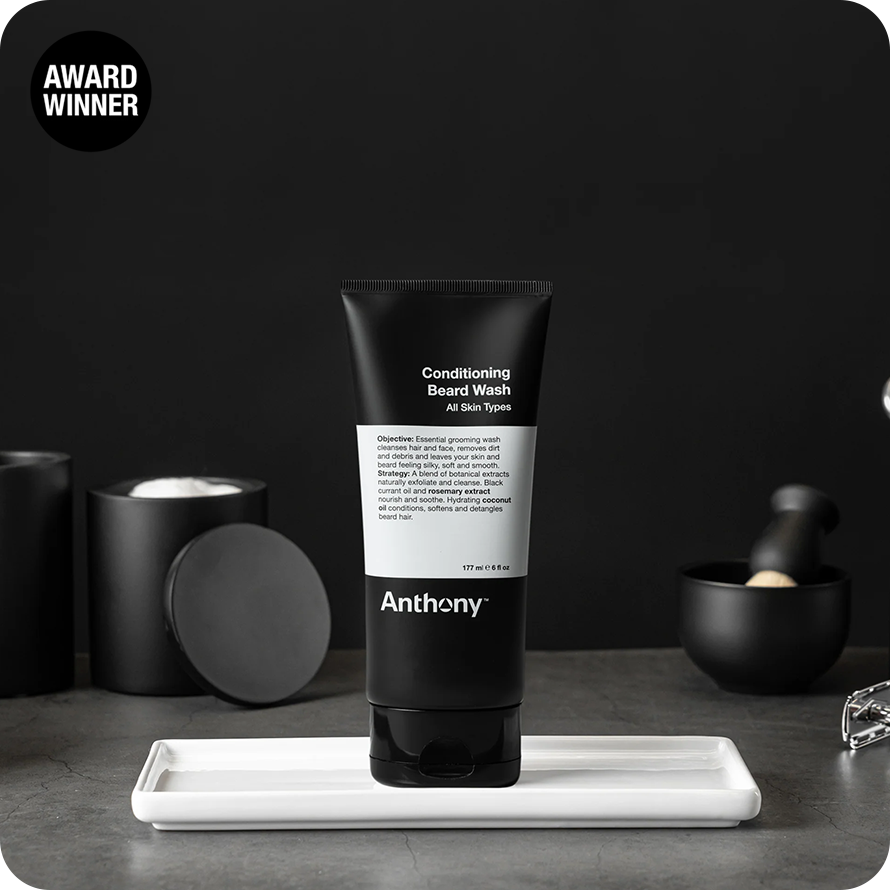 AWARD
WINNER
Conditioning
Beard Wash
All Skin Types
Objective: Essential grooming wash
cleanses hair and face, removes dirt
and debris and leaves your skin and
beard feeling silky, soft and smooth.
Strategy: A blend of botanical extracts
naturally exfoliate and cleanse. Black
currant oil and rosemary extract
nourish and soothe. Hydrating coconut
oil conditions, softens and detangles
beard hair.
177 ml ℮ 6 fl oz
Anthony™